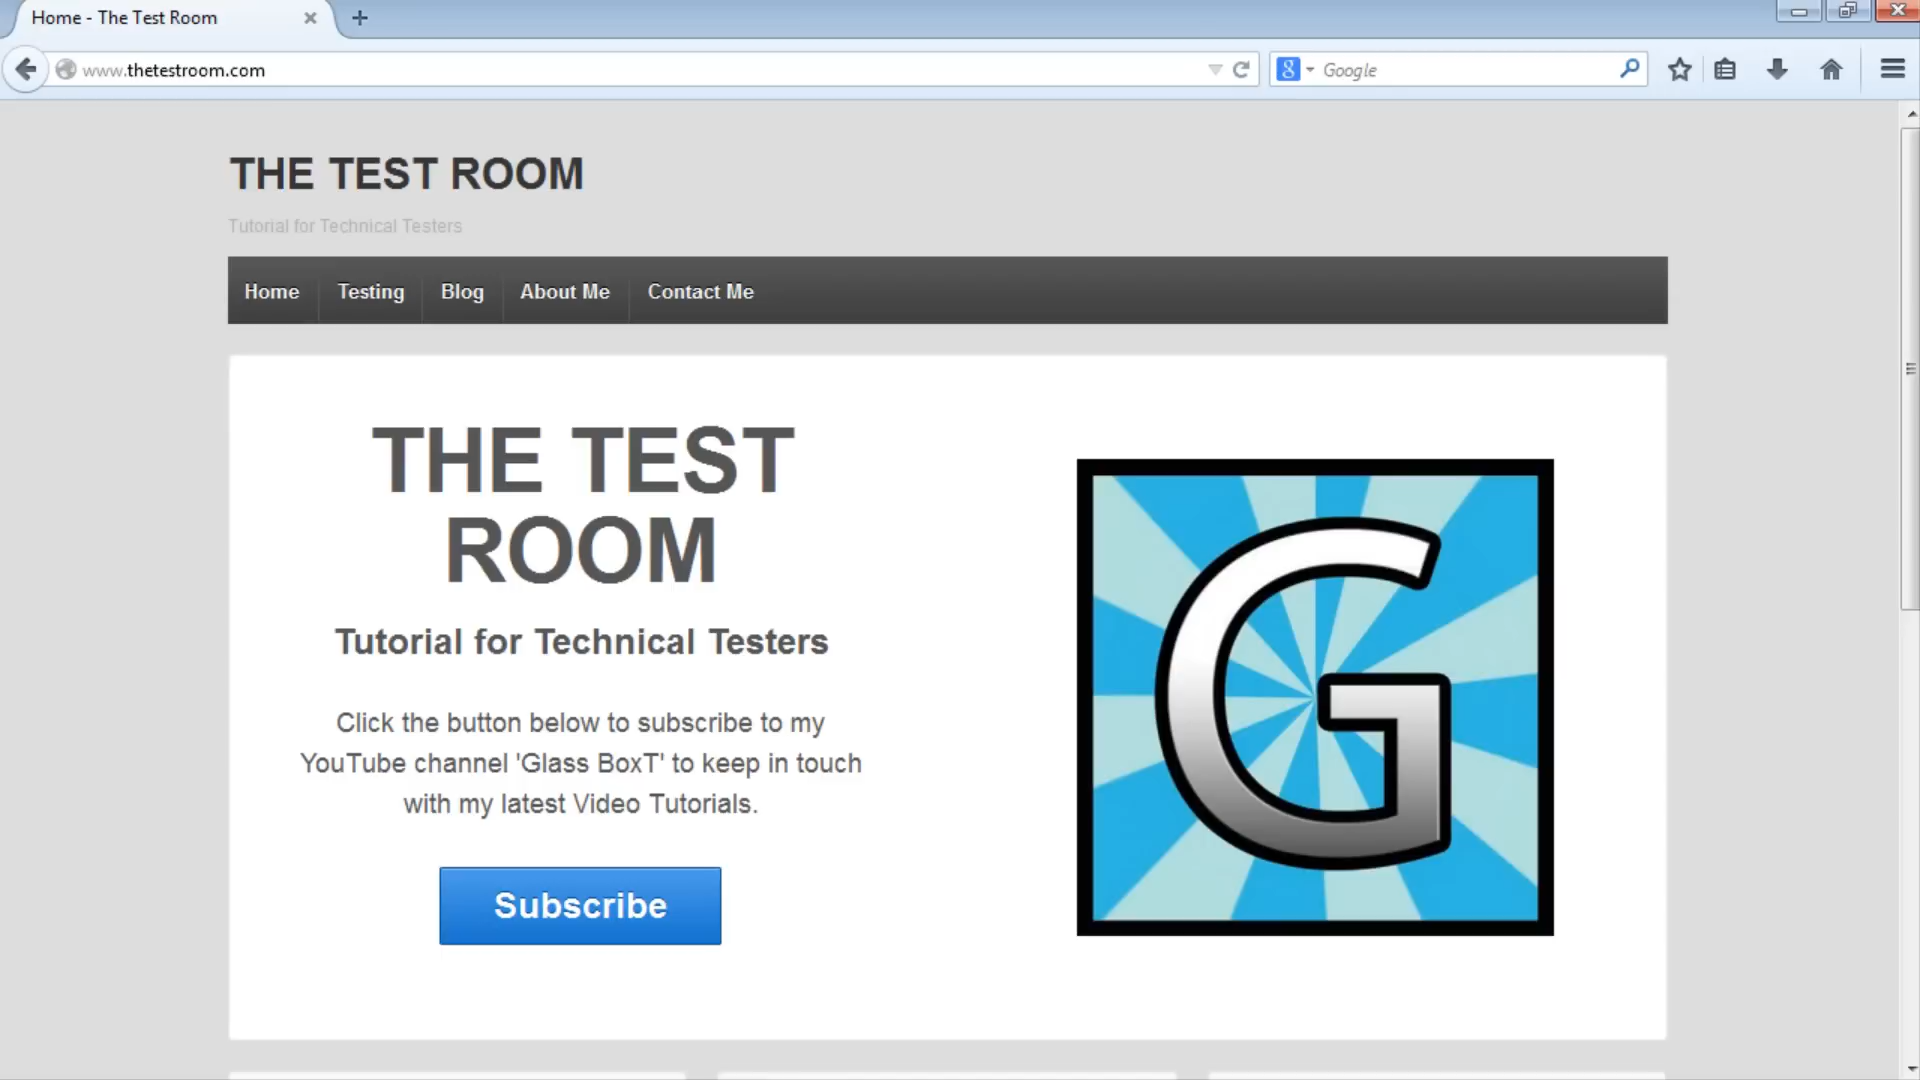 Home - The Test Room
www.thetestroom.com
Google
THE TEST ROOM
Tutorial for Technical Testers
Home Testing Blog About Me Contact Me
THE TEST
ROOM
Tutorial for Technical Testers
Click the button below to subscribe to my
YouTube channel 'Glass BoxT' to keep in touch
with my latest Video Tutorials.
Subscribe
G